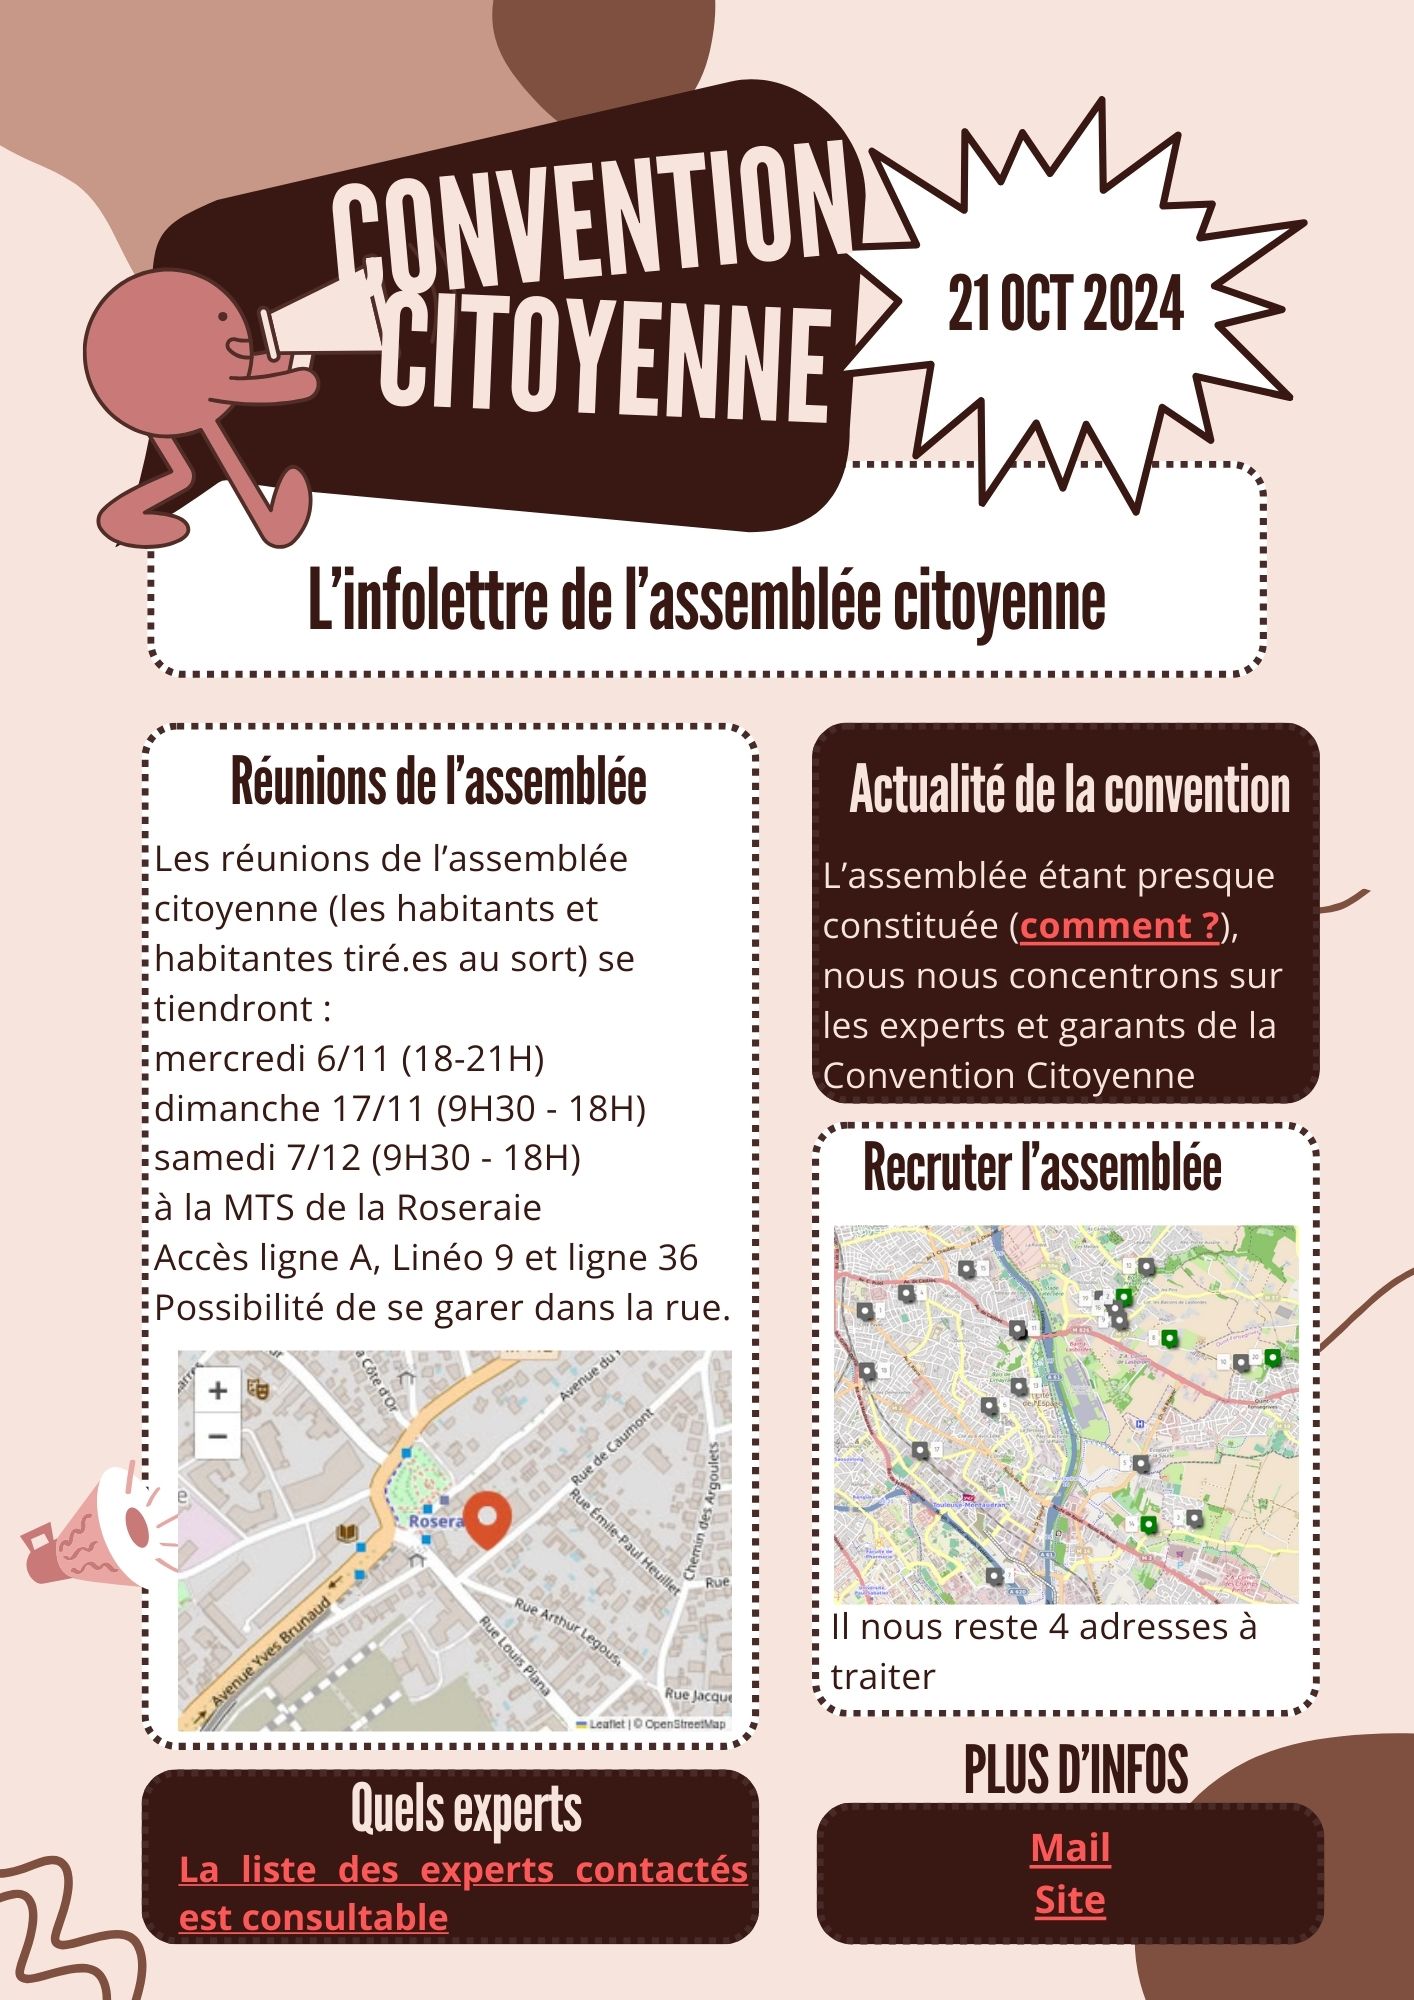 CONVENTION
CITOYENNE
21 OCT 2024
L’infolettre de l’assemblée citoyenne
Réunions de l’assemblée
Les réunions de l’assemblée
citoyenne (les habitants et
habitantes tiré.es au sort) se
tiendront :
mercredi 6/11 (18-21H)
dimanche 17/11 (9H30 - 18H)
samedi 7/12 (9H30 - 18H)
à la MTS de la Roseraie
Accès ligne A, Linéo 9 et ligne 36
Possibilité de se garer dans la rue.
+
−
Côte d'Or
Avenue du
Rue de Caumont
Rue Émile-Paul Heuillet
Chemin des Argoulets
Rosera
Rue
Rue Arthur Legoust
Rue Louis Plana
Avenue Yves Brunaud
Rue Jacque
Leaflet | © OpenStreetMap
Quels experts
La liste des experts contactés
est consultable
Actualité de la convention
L’assemblée étant presque
constituée (comment ?),
nous nous concentrons sur
les experts et garants de la
Convention Citoyenne
Recruter l’assemblée
Toulouse-Montaudran
Il nous reste 4 adresses à
traiter
PLUS D’INFOS
Mail
Site